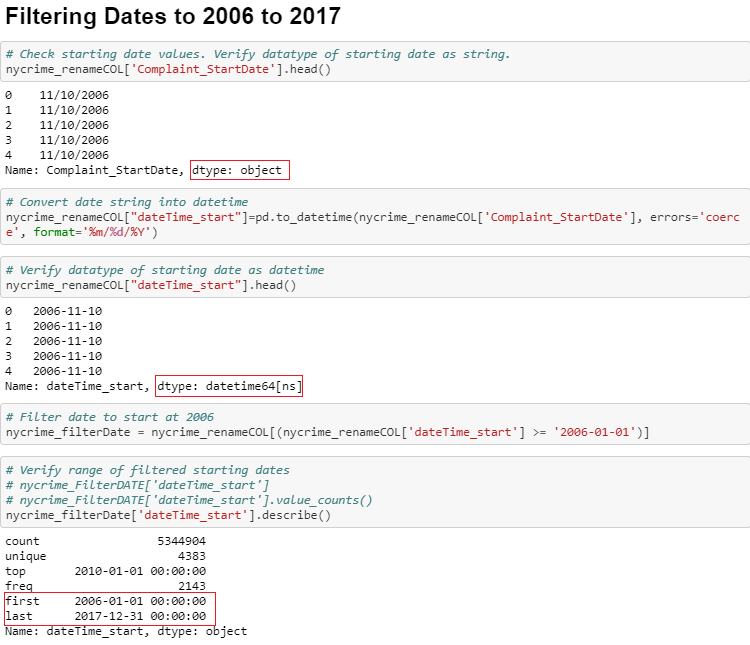 Filtering Dates to 2006 to 2017
# Check starting date values. Verify datatype of starting date as string.
nycrime_renameCOL['Complaint_StartDate'].head()
0    11/10/2006
1    11/10/2006
2    11/10/2006
3    11/10/2006
4    11/10/2006
Name: Complaint_StartDate, dtype: object
# Convert date string into datetime
nycrime_renameCOL["dateTime_start"]=pd.to_datetime(nycrime_renameCOL['Complaint_StartDate'], errors='coerc
e', format='%m/%d/%Y')
# Verify datatype of starting date as datetime
nycrime_renameCOL["dateTime_start"].head()
0   2006-11-10
1   2006-11-10
2   2006-11-10
3   2006-11-10
4   2006-11-10
Name: dateTime_start, dtype: datetime64[ns]
# Filter date to start at 2006
nycrime_filterDate = nycrime_renameCOL[(nycrime_renameCOL['dateTime_start'] >= '2006-01-01')]
# Verify range of filtered starting dates
# nycrime_FilterDATE['dateTime_start']
# nycrime_FilterDATE['dateTime_start'].value_counts()
nycrime_filterDate['dateTime_start'].describe()
count                 5344904
unique                   4383
top       2010-01-01 00:00:00
freq                     2143
first     2006-01-01 00:00:00
last      2017-12-31 00:00:00
Name: dateTime_start, dtype: object